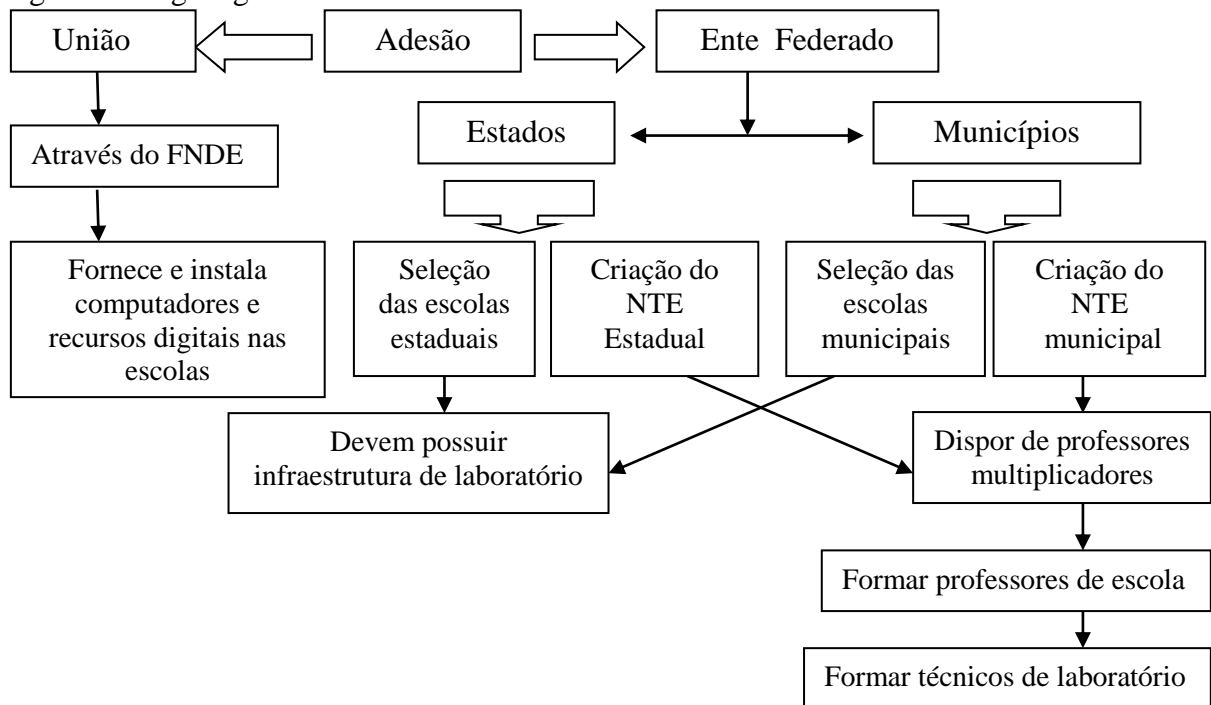 União
Adesão
Ente Federado
Estados
Municípios
Através do FNDE
Fornece e instala
computadores e
recursos digitais nas
escolas
Seleção
das escolas
estaduais
Criação do
NTE
Estadual
Seleção das
escolas
municipais
Criação do
NTE
municipal
Devem possuir
infraestrutura de laboratório
Dispor de professores
multiplicadores
Formar professores de escola
Formar técnicos de laboratório